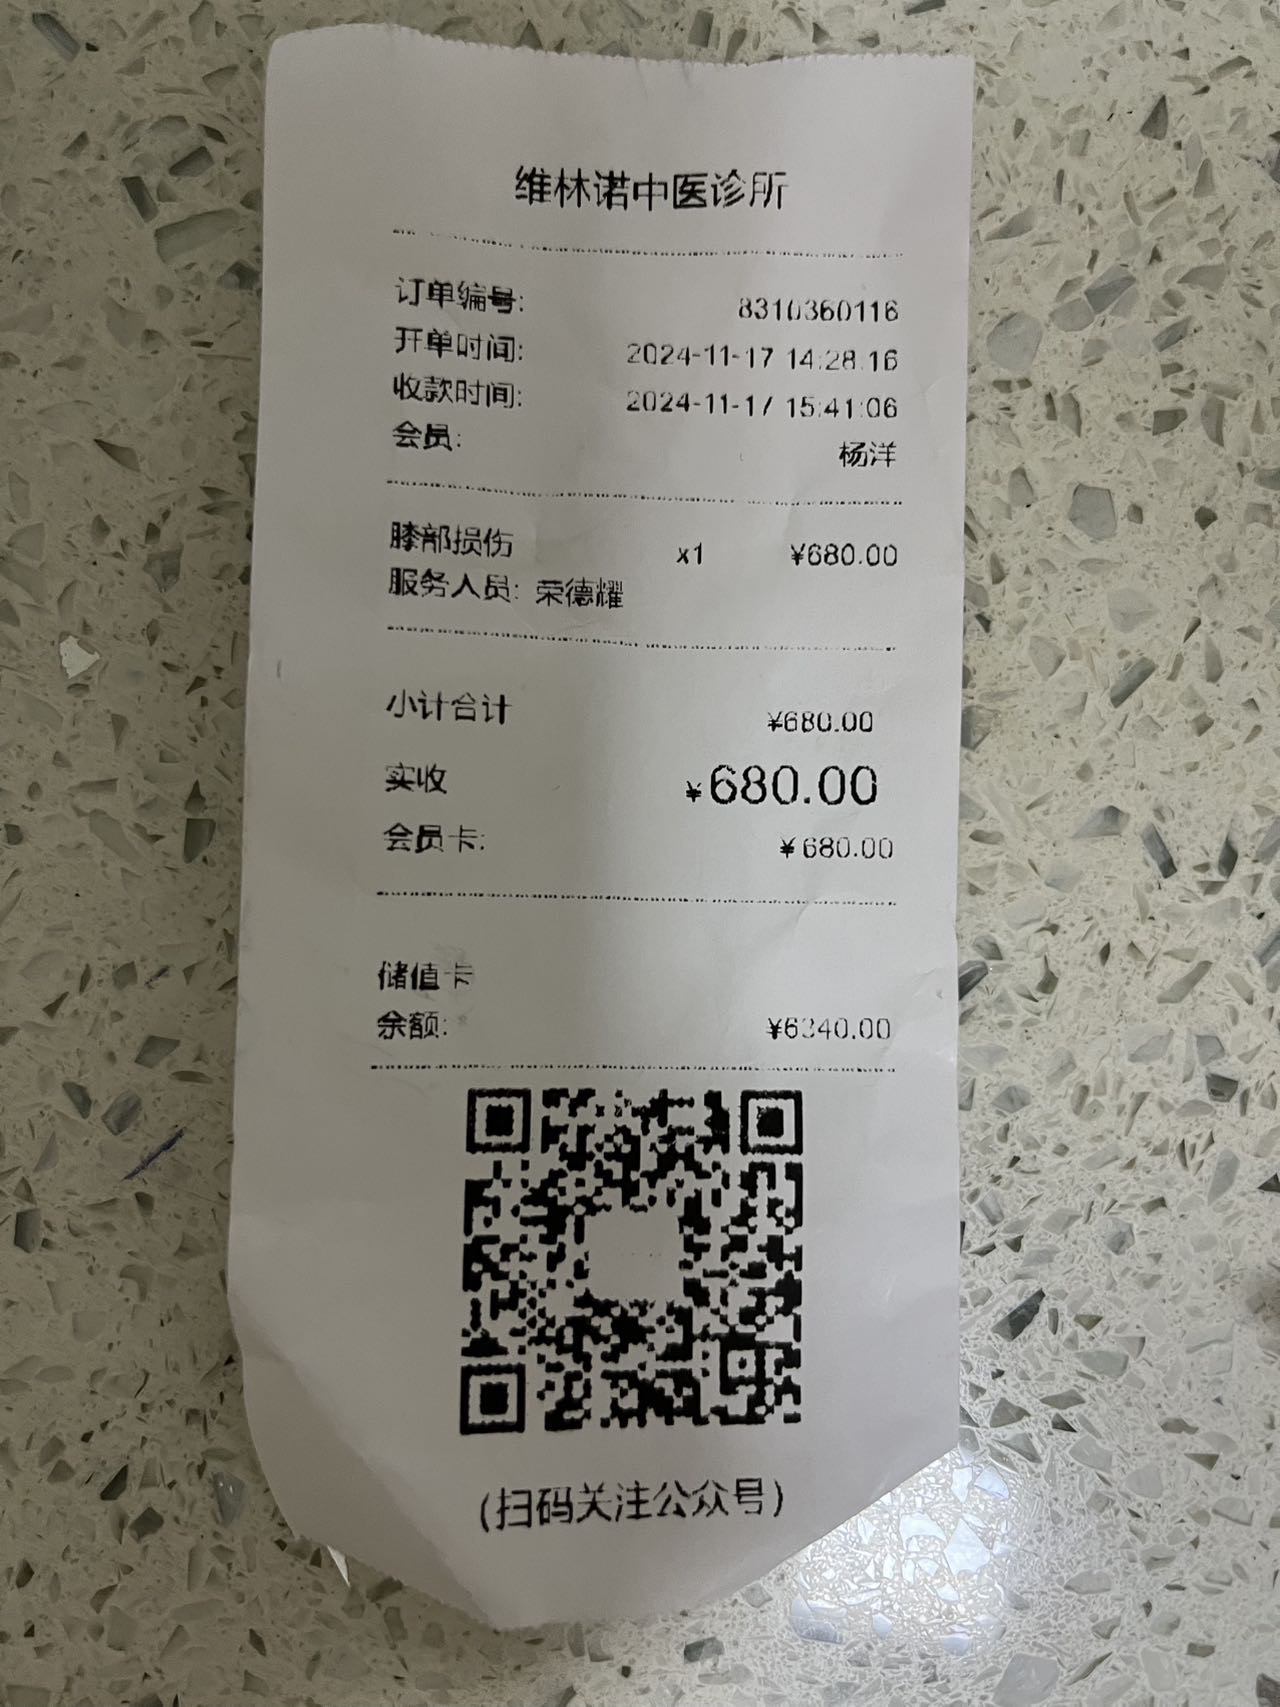 维林诺中医诊所
订单编号: 8310360116
开单时间: 2024-11-17 14:28:16
收款时间: 2024-11-17 15:41:06
会员: 杨洋
膝部损伤 x1 ¥680.00
服务人员: 荣德耀
小计合计 ¥680.00
实收 ¥680.00
会员卡: ¥680.00
储值卡
余额: ¥6340.00
(扫码关注公众号)